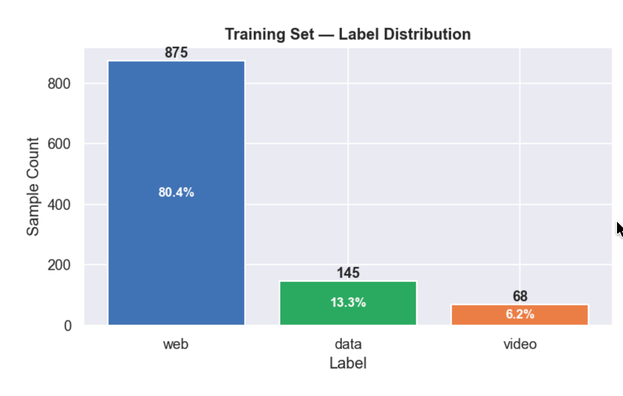 Training Set — Label Distribution
875
800
600
80.4%
400
Sample Count
200
145
13.3%
68
6.2%
0
web data video
Label